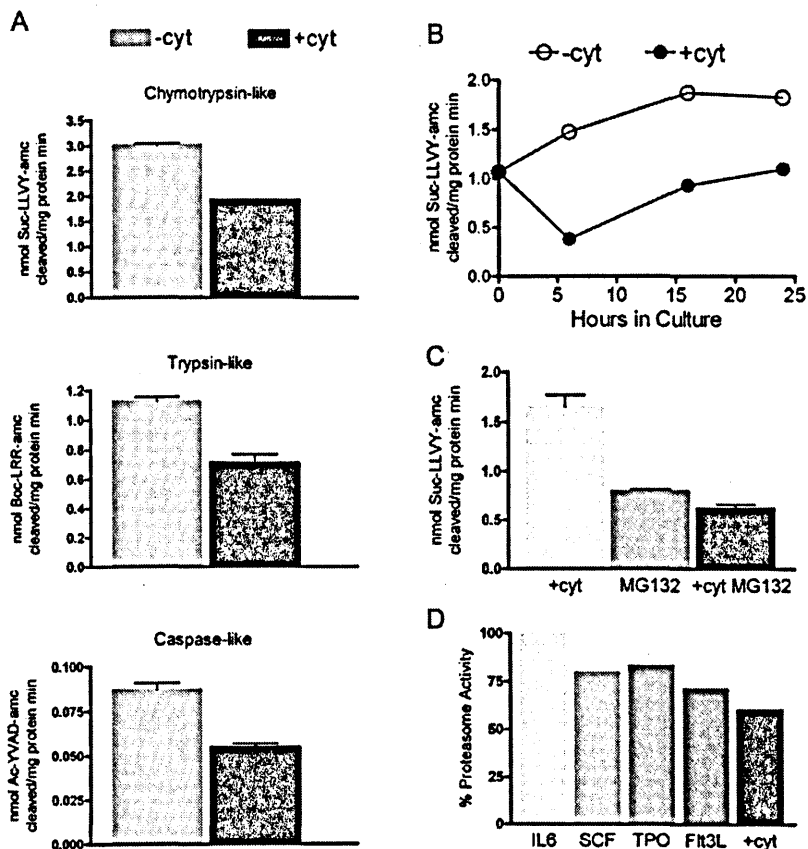 A
-cyt +cyt
Chymotrypsin-like
nmol Suc-LLVY-amc
cleaved/mg protein min
3.5
3.0
2.5
2.0
1.5
1.0
0.5
0.0
Trypsin-like
nmol Boc-LRR-amc
cleaved/mg protein min
1.2
1.0
0.8
0.6
0.4
0.2
0.0
Caspase-like
nmol Ac-YVAD-amc
cleaved/mg protein min
0.100
0.075
0.050
0.025
0.000
B
-cyt +cyt
nmol Suc-LLVY-amc
cleaved/mg protein min
2.0
1.5
1.0
0.5
0.0
0 5 10 15 20 25
Hours in Culture
C
nmol Suc-LLVY-amc
cleaved/mg protein min
2.0
1.5
1.0
0.5
0.0
+cyt MG132 +cyt MG132
D
% Proteasome Activity
100
75
50
25
0
IL6 SCF TPO Flt3L +cyt